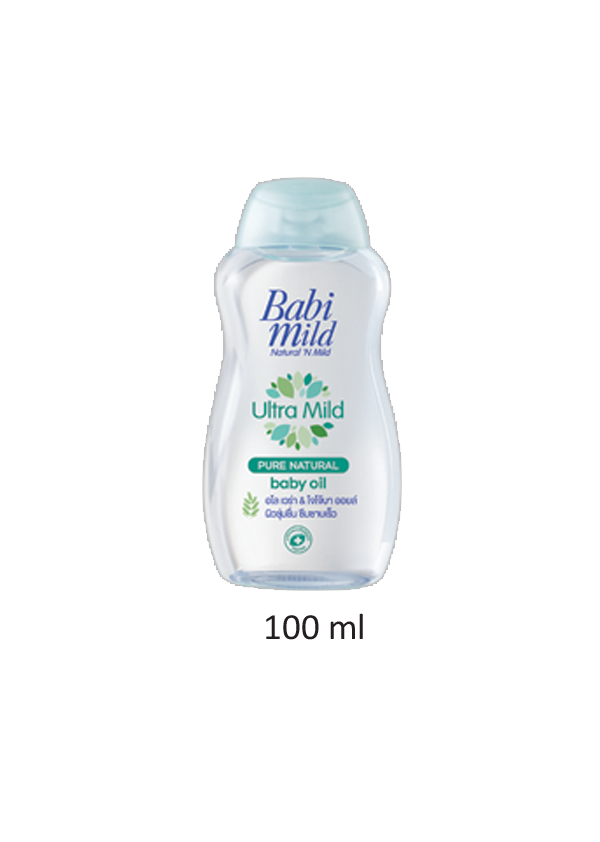 Babi
mild
Natural 'N Mild
Ultra Mild
PURE NATURAL
baby oil
อโล เวร่า & โจโจ้บา ออยล์
ผิวชุ่มชื่น ซึมซาบเร็ว
100 ml